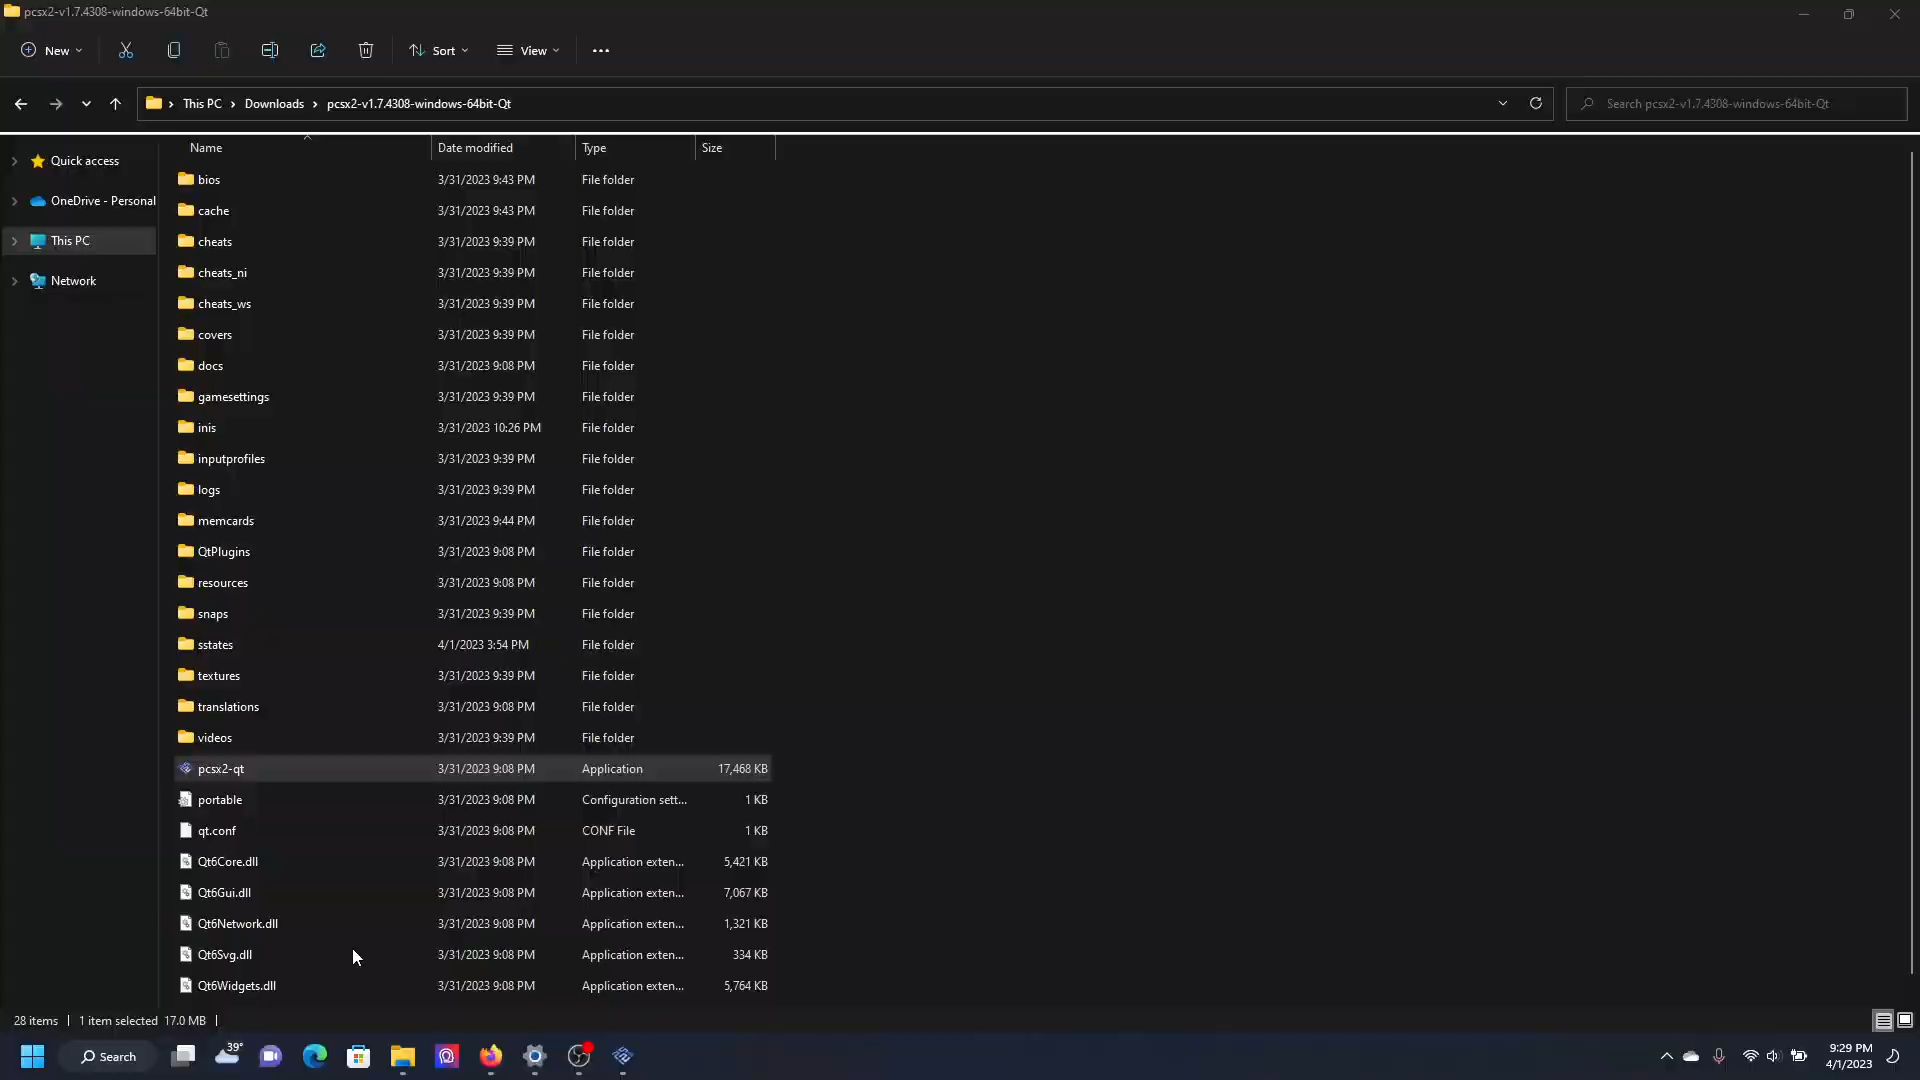 pcsx2-v1.7.4308-windows-64bit-Qt
New Sort View
This PC Downloads pcsx2-v1.7.4308-windows-64bit-Qt Search pcsx2-v1.7.4308-windows-64bit-Qt
Name Date modified Type Size
Quick access
OneDrive - Personal
This PC
Network
bios 3/31/2023 9:43 PM File folder
cache 3/31/2023 9:43 PM File folder
cheats 3/31/2023 9:39 PM File folder
cheats_ni 3/31/2023 9:39 PM File folder
cheats_ws 3/31/2023 9:39 PM File folder
covers 3/31/2023 9:39 PM File folder
docs 3/31/2023 9:08 PM File folder
gamesettings 3/31/2023 9:39 PM File folder
inis 3/31/2023 10:26 PM File folder
inputprofiles 3/31/2023 9:39 PM File folder
logs 3/31/2023 9:39 PM File folder
memcards 3/31/2023 9:44 PM File folder
QtPlugins 3/31/2023 9:08 PM File folder
resources 3/31/2023 9:08 PM File folder
snaps 3/31/2023 9:39 PM File folder
sstates 4/1/2023 3:54 PM File folder
textures 3/31/2023 9:39 PM File folder
translations 3/31/2023 9:08 PM File folder
videos 3/31/2023 9:39 PM File folder
pcsx2-qt 3/31/2023 9:08 PM Application 17,468 KB
portable 3/31/2023 9:08 PM Configuration sett... 1 KB
qt.conf 3/31/2023 9:08 PM CONF File 1 KB
Qt6Core.dll 3/31/2023 9:08 PM Application exten... 5,421 KB
Qt6Gui.dll 3/31/2023 9:08 PM Application exten... 7,067 KB
Qt6Network.dll 3/31/2023 9:08 PM Application exten... 1,321 KB
Qt6Svg.dll 3/31/2023 9:08 PM Application exten... 334 KB
Qt6Widgets.dll 3/31/2023 9:08 PM Application exten... 5,764 KB
28 items 1 item selected 17.0 MB
Search 39° 9:29 PM
4/1/2023